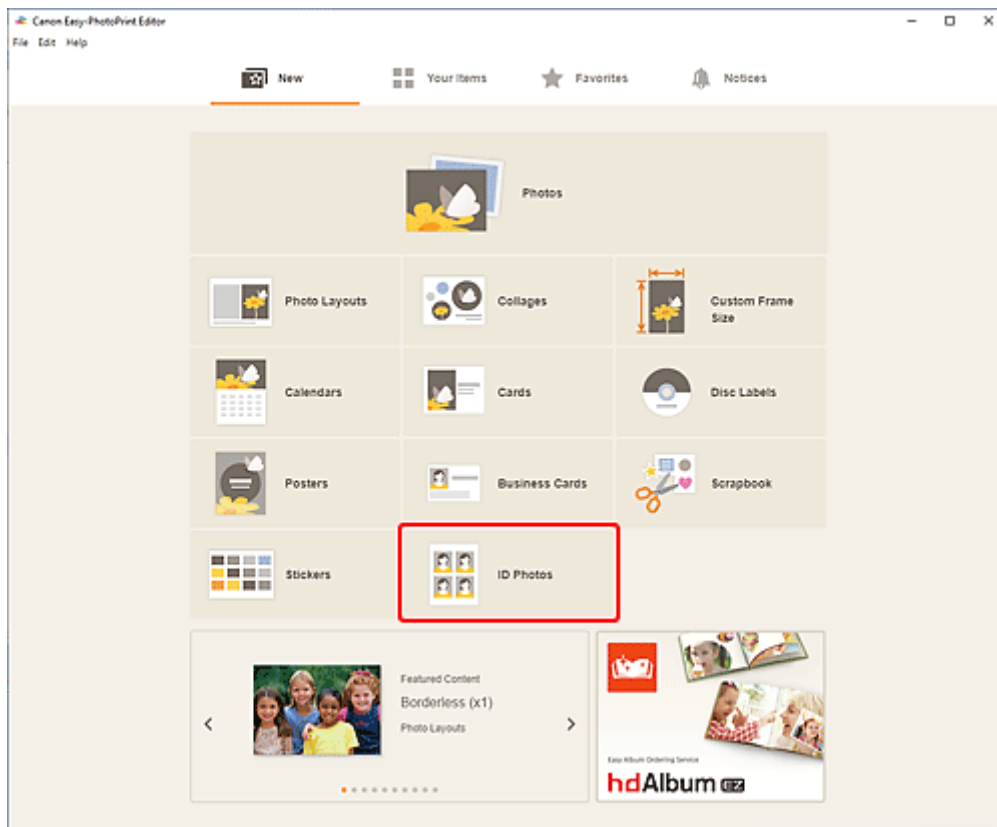 Canon Easy-PhotoPrint Editor
File Edit Help
New
Your Items
Favorites
Notices
Photos
Photo Layouts
Collages
Custom Frame
Size
Calendars
Cards
Disc Labels
Posters
Business Cards
Scrapbook
Stickers
ID Photos
Featured Content
Borderless (x1)
Photo Layouts
Easy Album Ordering Service
hdAlbum EZ